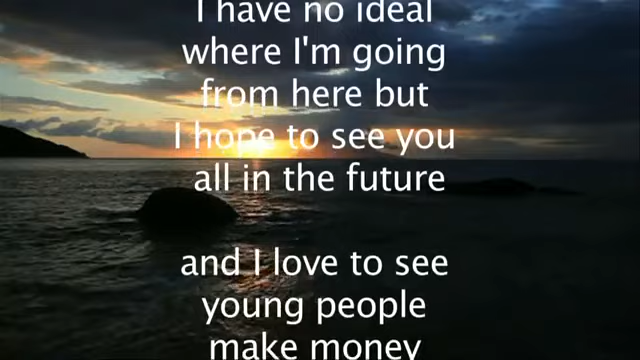 I have no ideal
where I'm going
from here but
I hope to see you
all in the future
and I love to see
young people
make money